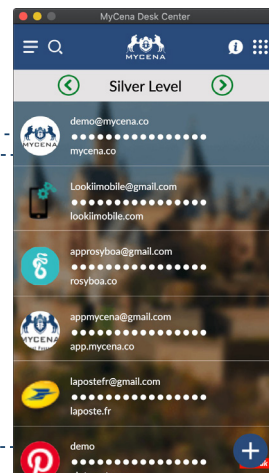 MyCena Desk Center
MYCENA
Silver Level
demo@mycena.co
••••••••••••••••
mycena.co
MYCENA
Lookiimobile@gmail.com
••••••••••••••••
lookiimobile.com
approsyboa@gmail.com
••••••••••••••••
rosyboa.co
appmycena@gmail.com
••••••••••••••••
app.mycena.co
lapostefr@gmail.com
••••••••••••••••
laposte.fr
demo
••••••••••••••••